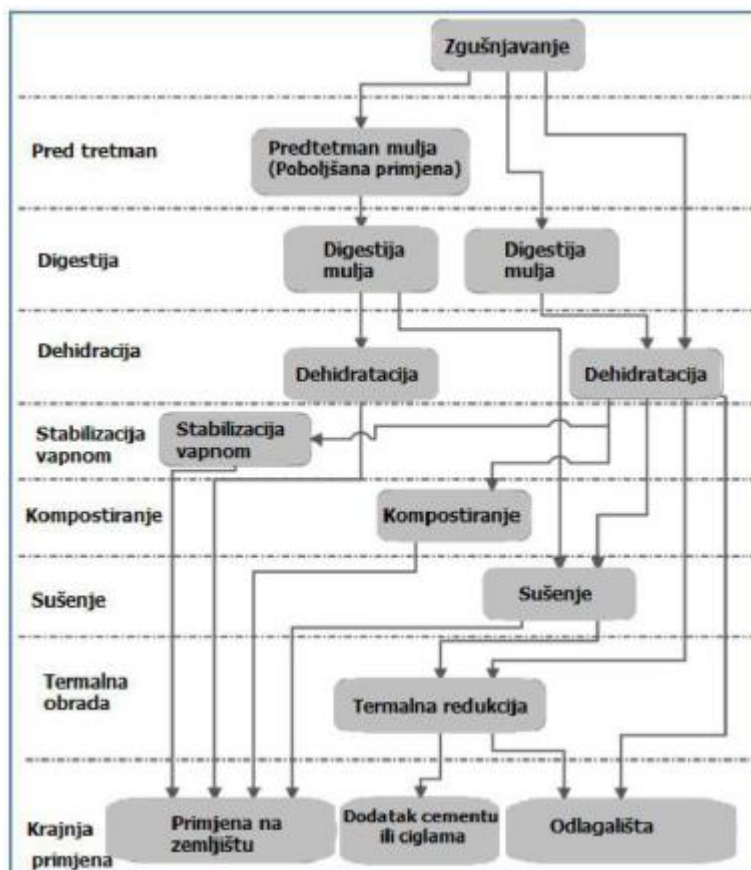 Zgušnjavanje
Pred tretman
Predtetman mulja
(Poboljšana primjena)
Digestija
Digestija
mulja
Digestija
mulja
Dehidracija
Dehidratacija
Dehidratacija
Stabilizacija
vapnom
Stabilizacija
vapnom
Kompostiranje
Kompostiranje
Sušenje
Sušenje
Termalna
obrada
Termalna redukcija
Krajnja
primjena
Primjena na
zemljištu
Dodatak cementu
ili ciglama
Odlagališta